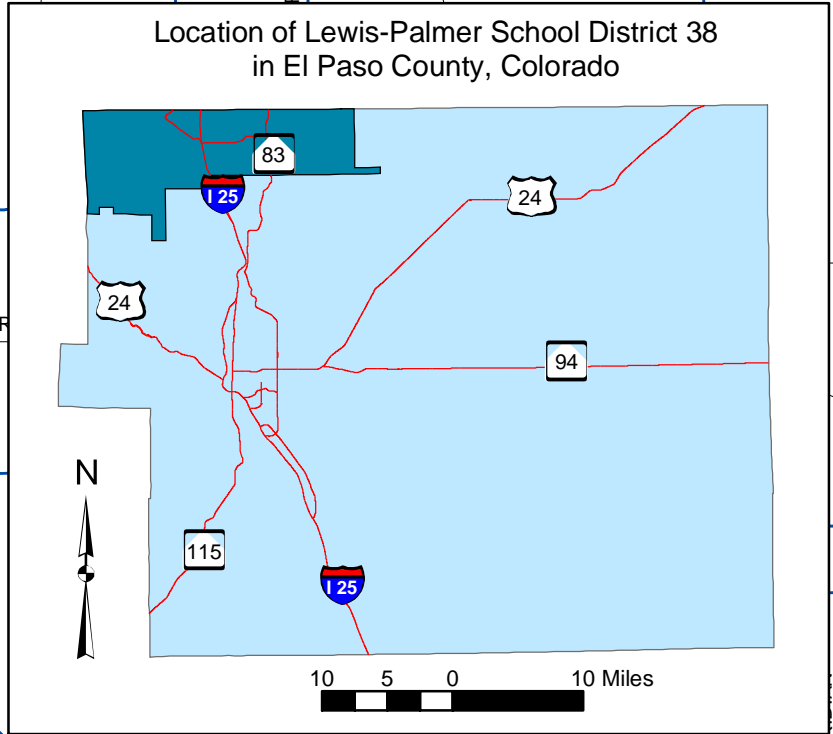 Location of Lewis-Palmer School District 38
in El Paso County, Colorado
83
I 25
24
24
94
N
115
I 25
10 5 0 10 Miles